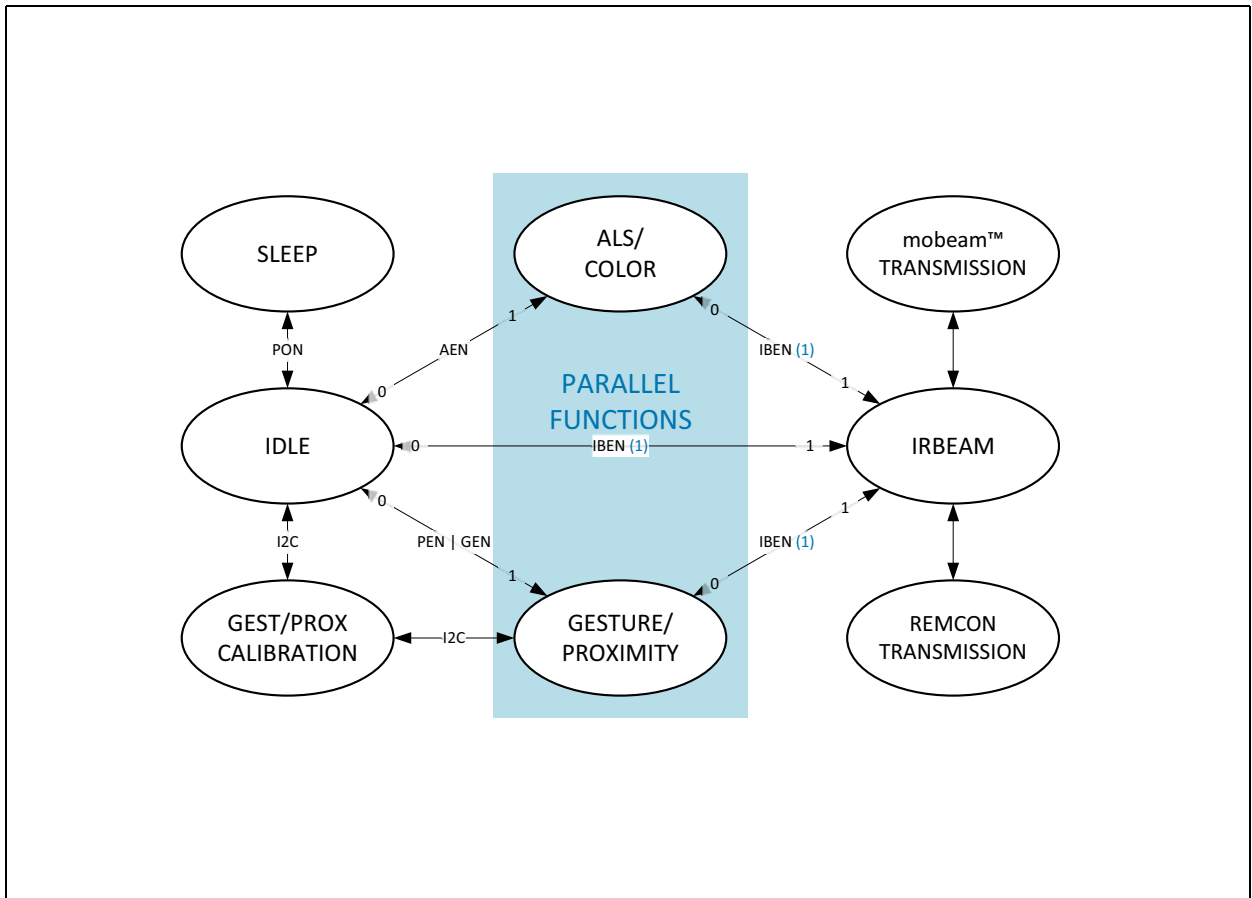 SLEEP
ALS/
COLOR
mobeam™
TRANSMISSION
1
0
PON
AEN
IBEN (1)
0
1
PARALLEL
FUNCTIONS
IDLE
0
IBEN (1)
1
IRBEAM
0
1
I2C
PEN | GEN
IBEN (1)
1
0
GEST/PROX
CALIBRATION
I2C
GESTURE/
PROXIMITY
REMCON
TRANSMISSION